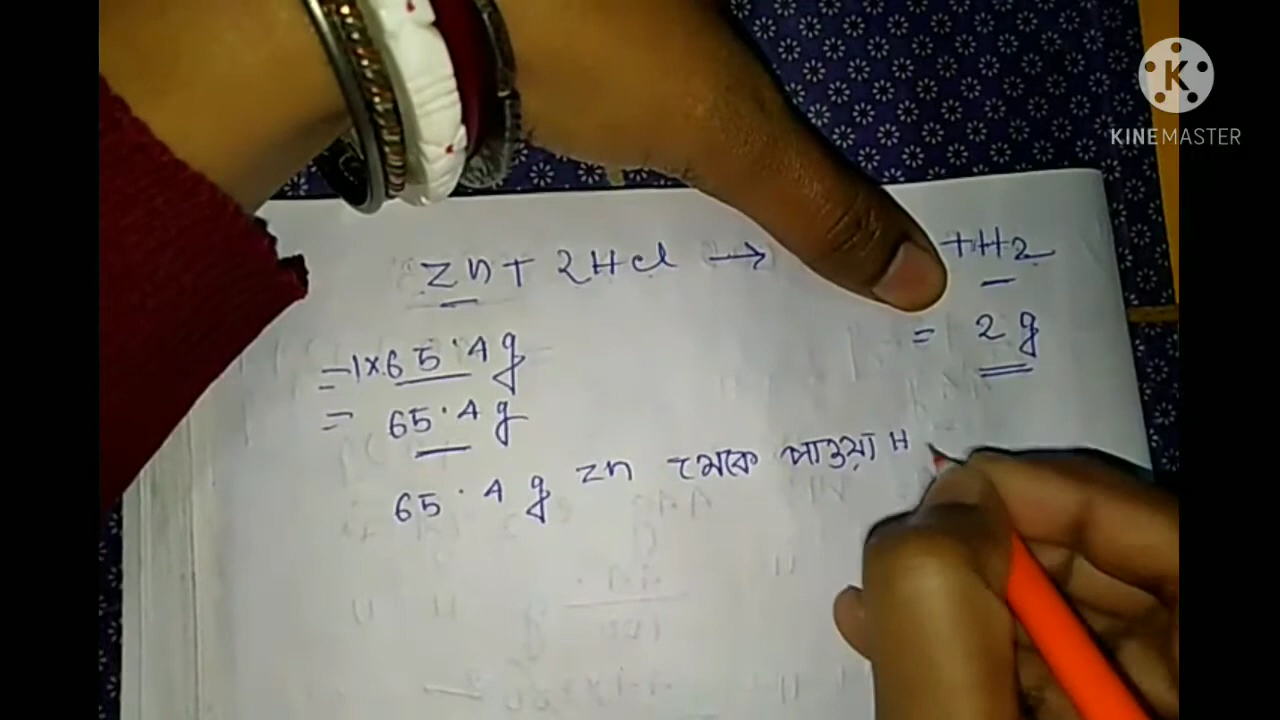 KINEMASTER
Zn + 2HCl → + H2
= 1×65.4 g
= 2 g
= 65.4 g
65.4 g Zn থেকে পাওয়া H